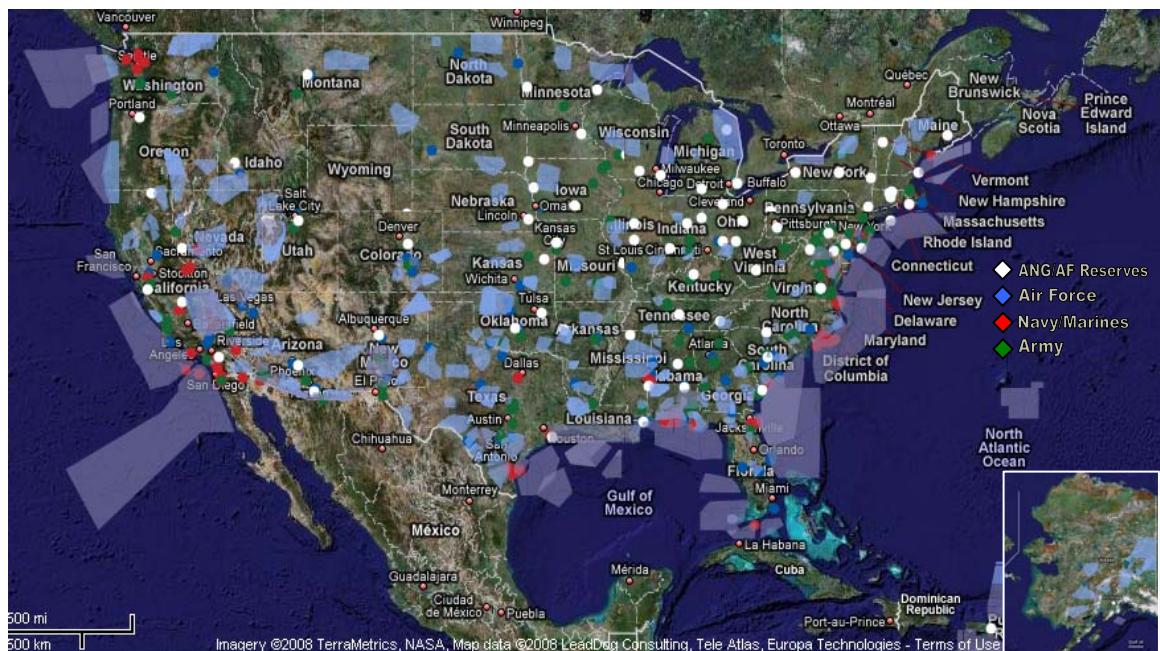 Vancouver
Winnipeg
Seattle
Washington
Montana
North
Dakota
Minnesota
Québec
New
Brunswick
Prince
Edward
Island
Nova
Scotia
Portland
Montréal
Ottawa
Maine
Oregon
Idaho
Wyoming
South
Dakota
Minneapolis
Wisconsin
Michigan
Toronto
Milwaukee
Chicago
Detroit
Buffalo
New York
Vermont
New Hampshire
Massachusetts
Rhode Island
Connecticut
New Jersey
Delaware
Maryland
District of
Columbia
Salt
Lake City
Nebraska
Lincoln
Iowa
Omaha
Cleveland
Pennsylvania
Pittsburgh
New York
Illinois
Indiana
Ohio
San
Francisco
Sacramento
Stockton
California
Nevada
Utah
Denver
Colorado
Kansas
Kansas
City
Missouri
St Louis
Cincinnati
West
Virginia
Virginia
Kentucky
Las Vegas
Bakersfield
Los
Angeles
Riverside
San Diego
Arizona
Phoenix
Albuquerque
New
Mexico
El Paso
Wichita
Tulsa
Oklahoma
Arkansas
Tennessee
North
Carolina
South
Carolina
Atlanta
Mississippi
Alabama
Georgia
Dallas
Texas
Austin
San
Antonio
Houston
Louisiana
Jacksonville
Orlando
Florida
Miami
ANG/AF Reserves
Air Force
Navy/Marines
Army
North
Atlantic
Ocean
Gulf of
Mexico
Chihuahua
Monterrey
México
Guadalajara
Ciudad
de México
Puebla
Mérida
La Habana
Cuba
Port-au-Prince
Dominican
Republic
500 mi
500 km
Imagery ©2008 TerraMetrics, NASA, Map data ©2008 LeadDog Consulting, Tele Atlas, Europa Technologies - Terms of Use